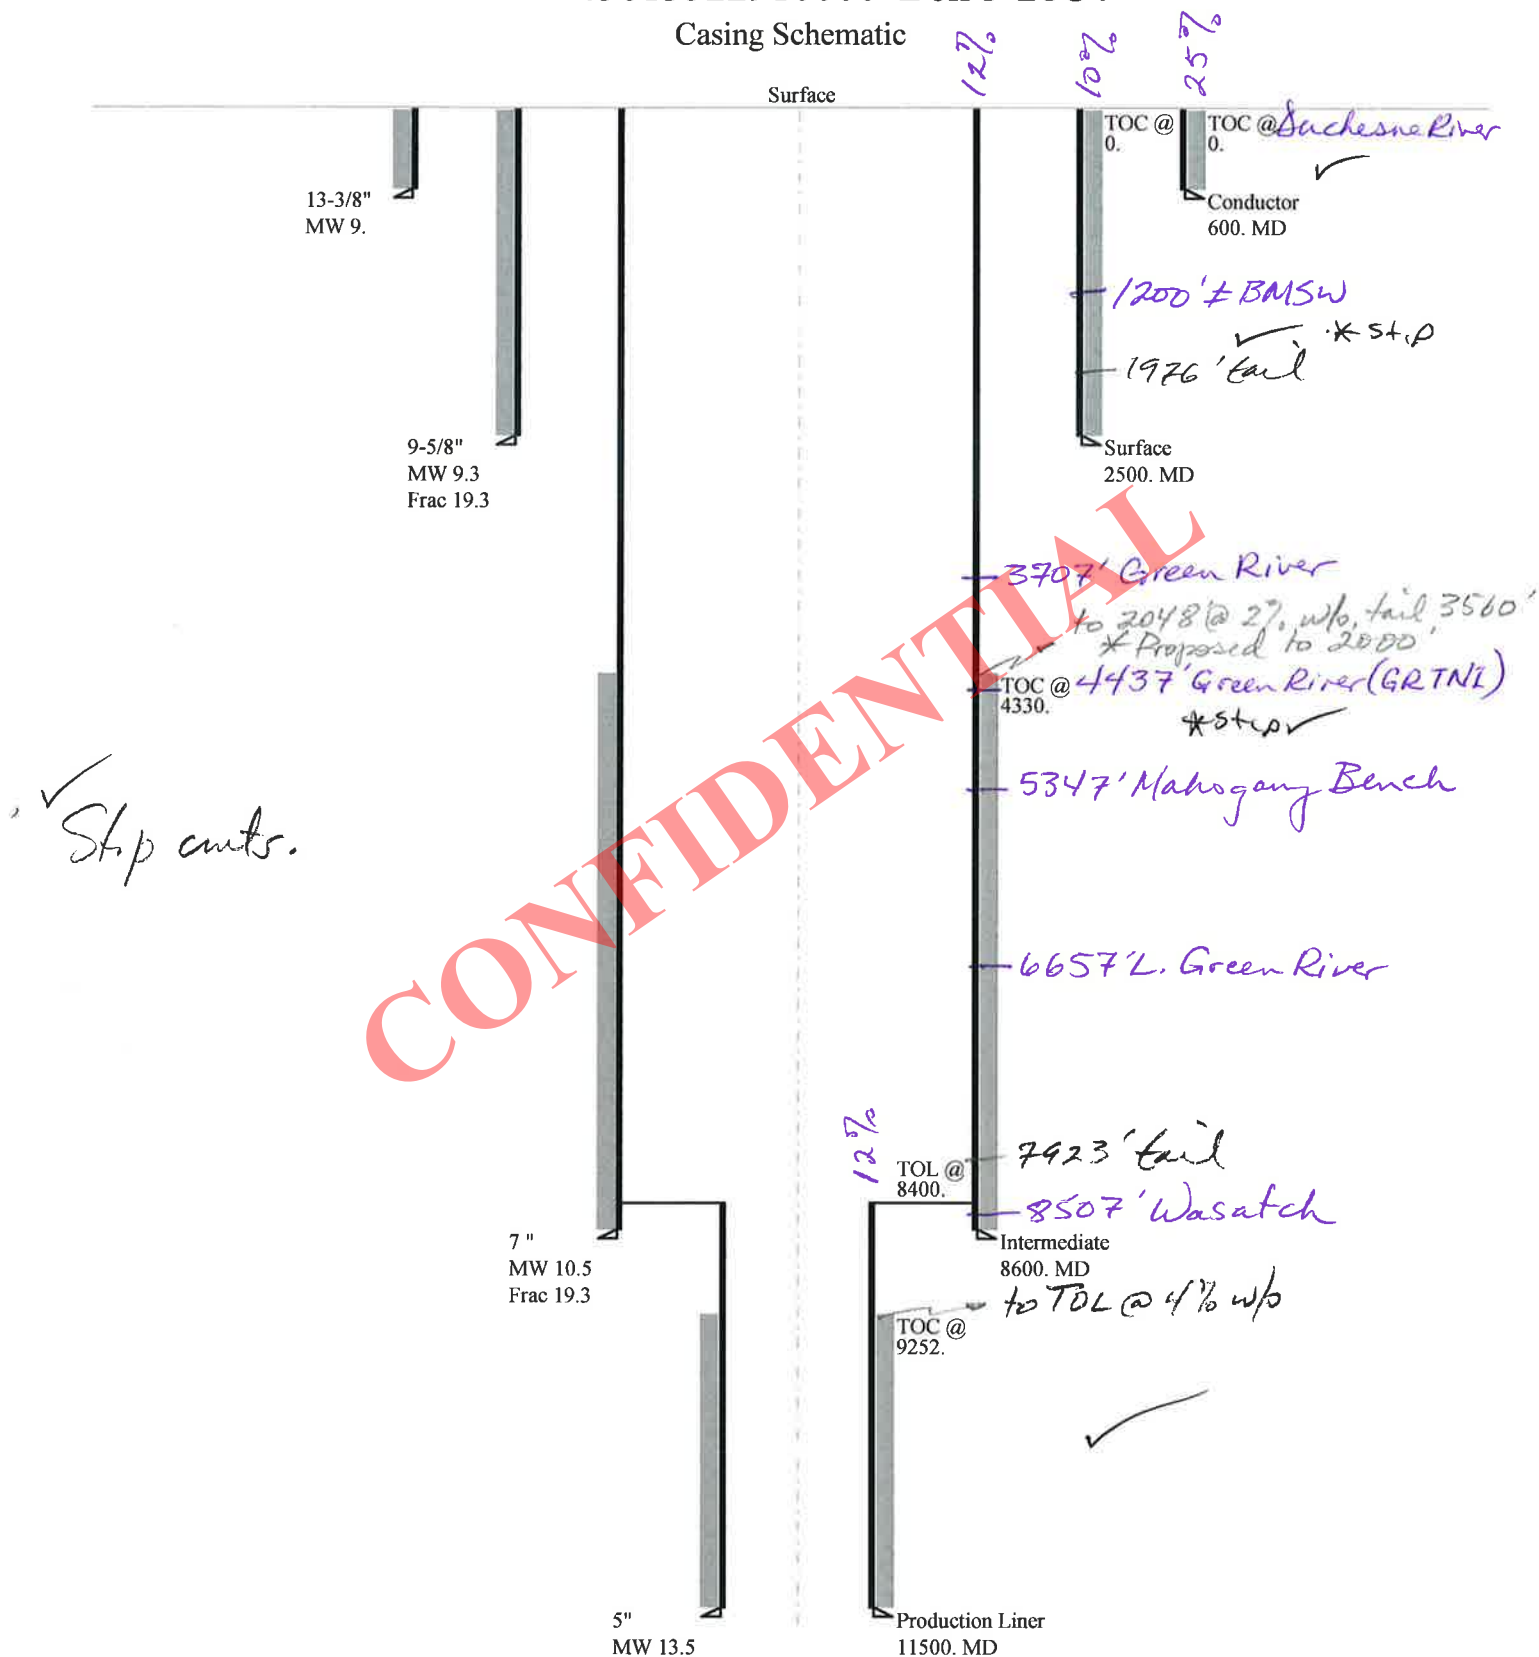 Casing Schematic
12%
10%
25%
Surface
TOC @
0.
TOC @ Duchesne River
0.
13-3/8"
MW 9.
Conductor
600. MD
1200' ± BMSW
* stip
1926' tail
9-5/8"
MW 9.3
Frac 19.3
Surface
2500. MD
3707' Green River
to 2048' @ 2% w/o, tail 3560'
* Proposed to 2000'
TOC @
4330.
4437' Green River (GRTN1)
* stip
5347' Mahogany Bench
Stip cmts.
CONFIDENTIAL
6657' L. Green River
12%
7923' tail
TOL @
8400.
8507' Wasatch
7 "
MW 10.5
Frac 19.3
Intermediate
8600. MD
to TOL @ 4% w/o
TOC @
9252.
5"
MW 13.5
Production Liner
11500. MD